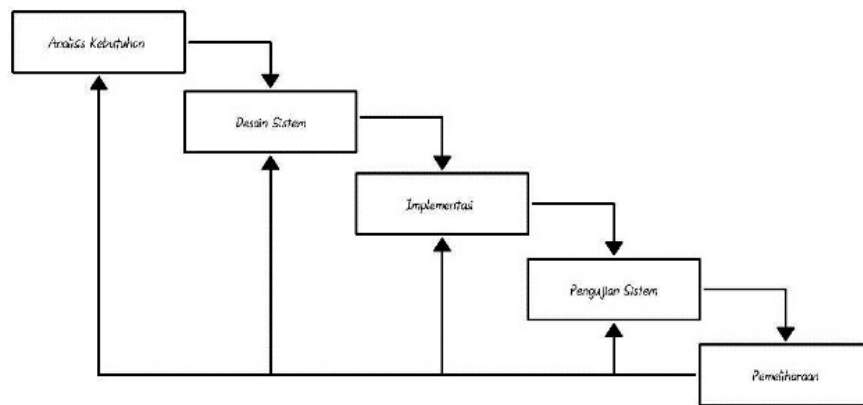 Analisis Kebutuhan
Desain Sistem
Implementasi
Pengujian Sistem
Pemeliharaan